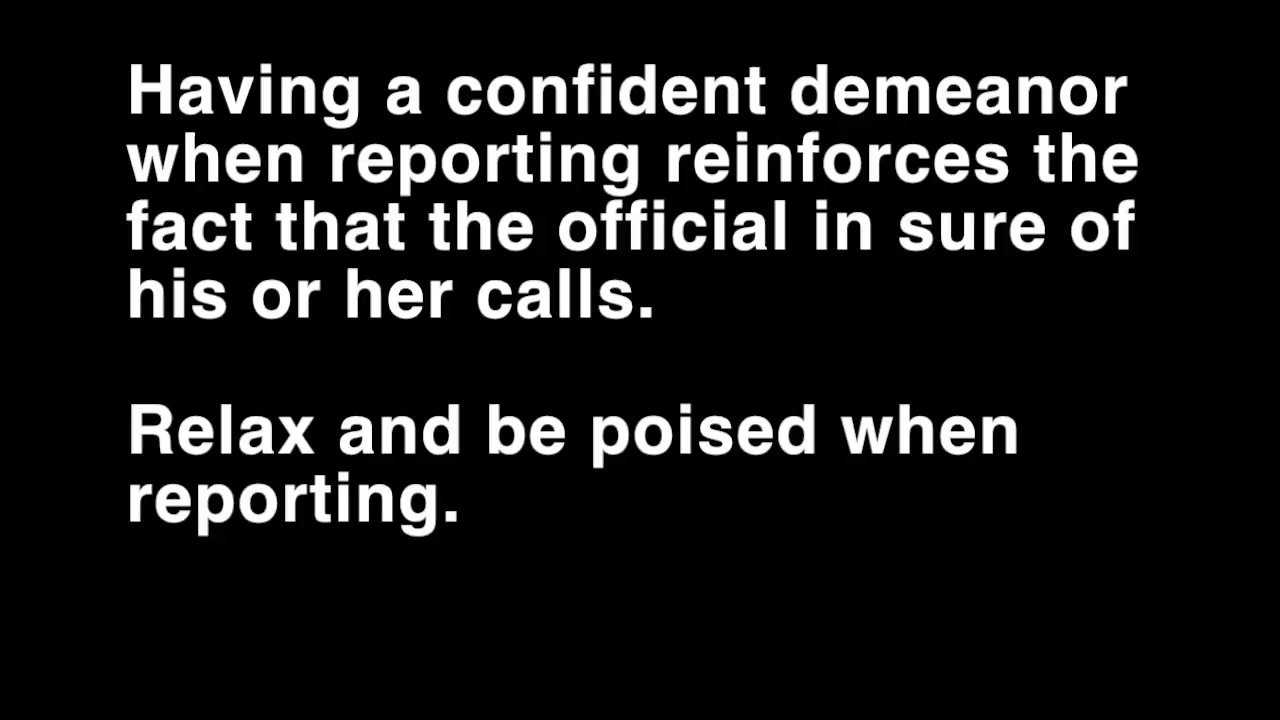 Having a confident demeanor
when reporting reinforces the
fact that the official in sure of
his or her calls.
Relax and be poised when
reporting.